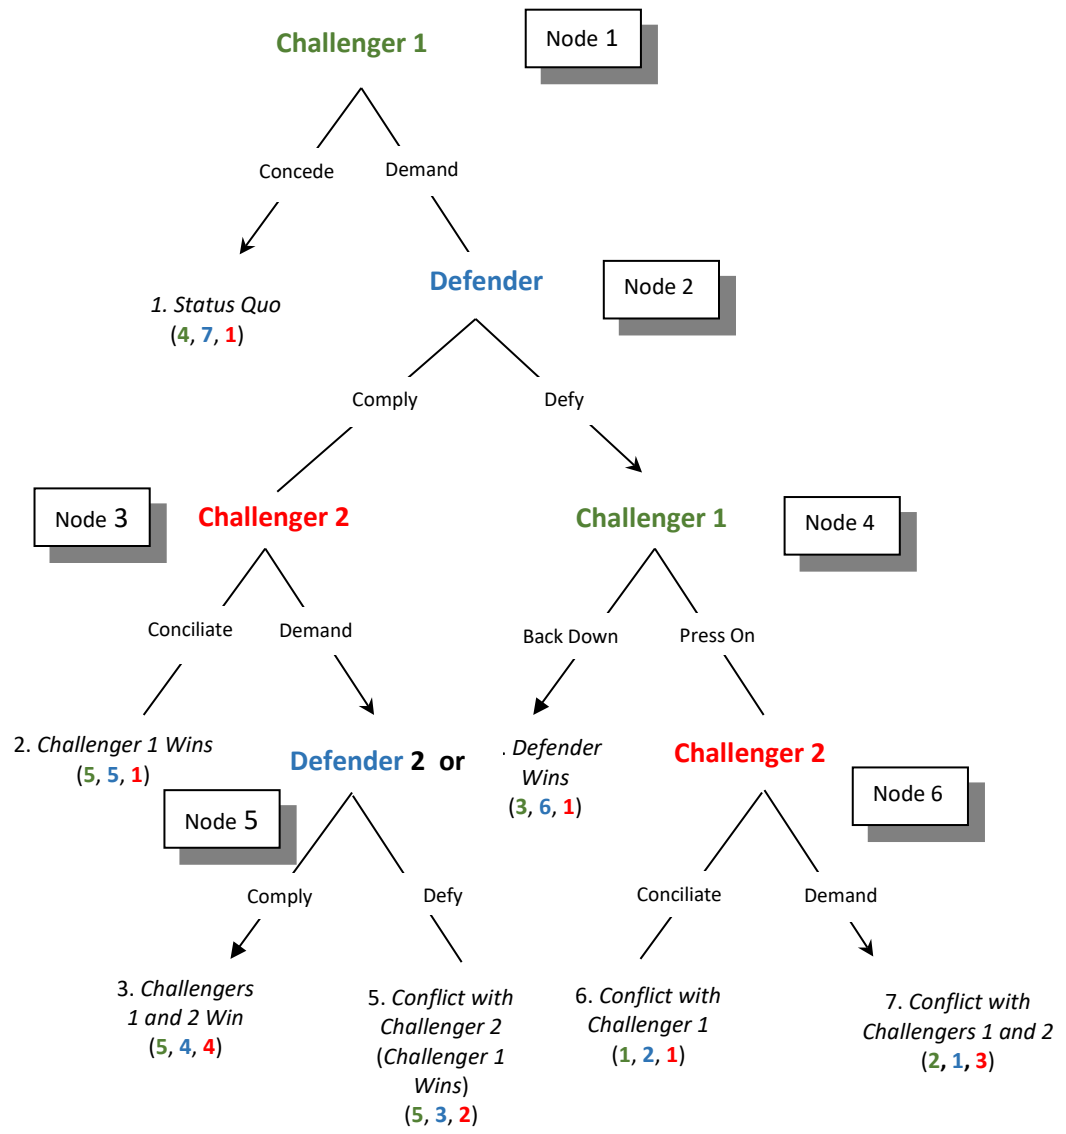 Challenger 1
Node 1
Concede
Demand
Defender
Node 2
1. Status Quo
(4, 7, 1)
Comply
Defy
Node 3
Challenger 2
Challenger 1
Node 4
Conciliate
Demand
Back Down
Press On
2. Challenger 1 Wins
(5, 5, 1)
Defender 2 or
. Defender
Wins
(3, 6, 1)
Challenger 2
Node 5
Node 6
Comply
Defy
Conciliate
Demand
3. Challengers
1 and 2 Win
(5, 4, 4)
5. Conflict with
Challenger 2
(Challenger 1
Wins)
(5, 3, 2)
6. Conflict with
Challenger 1
(1, 2, 1)
7. Conflict with
Challengers 1 and 2
(2, 1, 3)